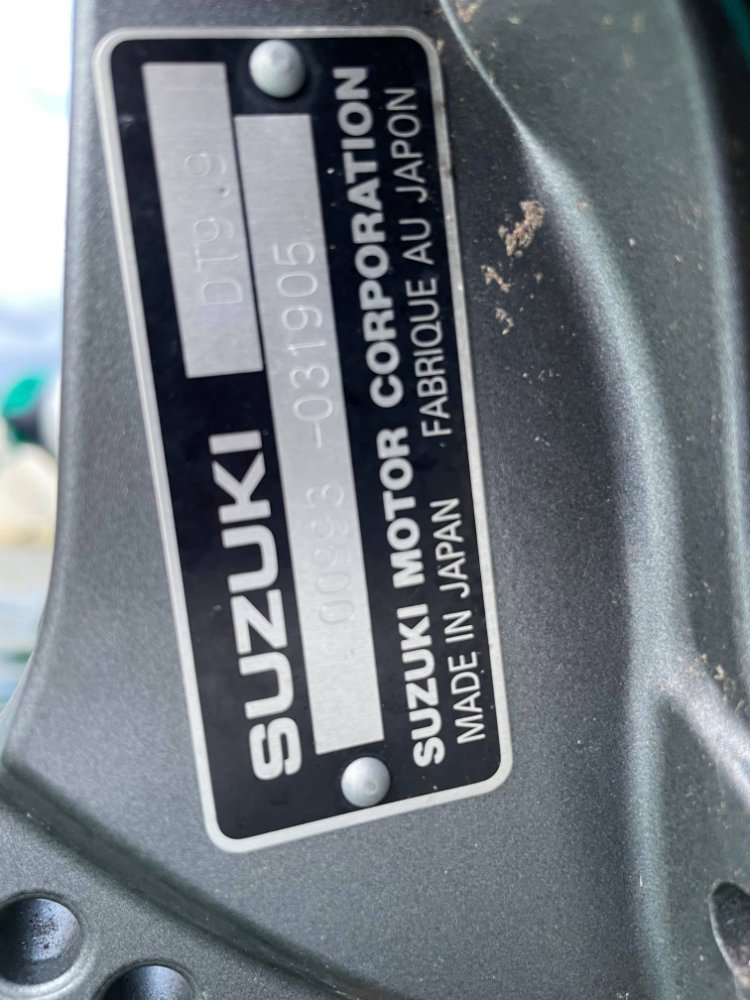 DT9.9
SUZUKI
00993-031905
SUZUKI MOTOR CORPORATION
MADE IN JAPAN FABRIQUE AU JAPON